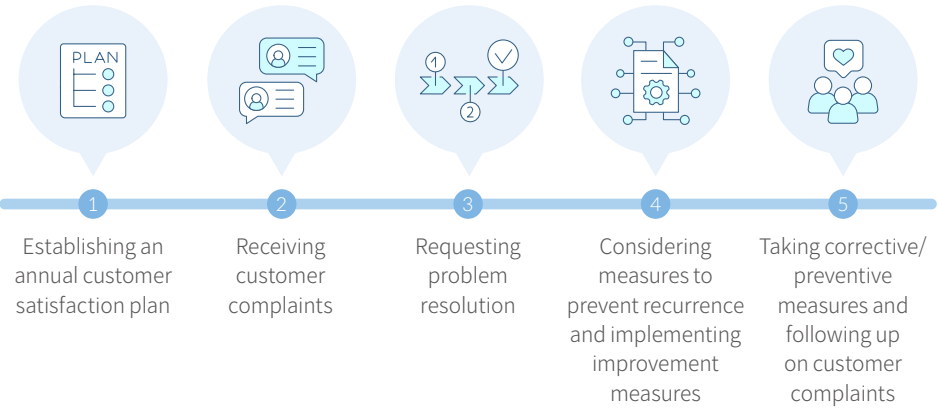 PLAN
1
2
1
2
3
4
5
Establishing an
annual customer
satisfaction plan
Receiving
customer
complaints
Requesting
problem
resolution
Considering
measures to
prevent recurrence
and implementing
improvement
measures
Taking corrective/
preventive
measures and
following up
on customer
complaints